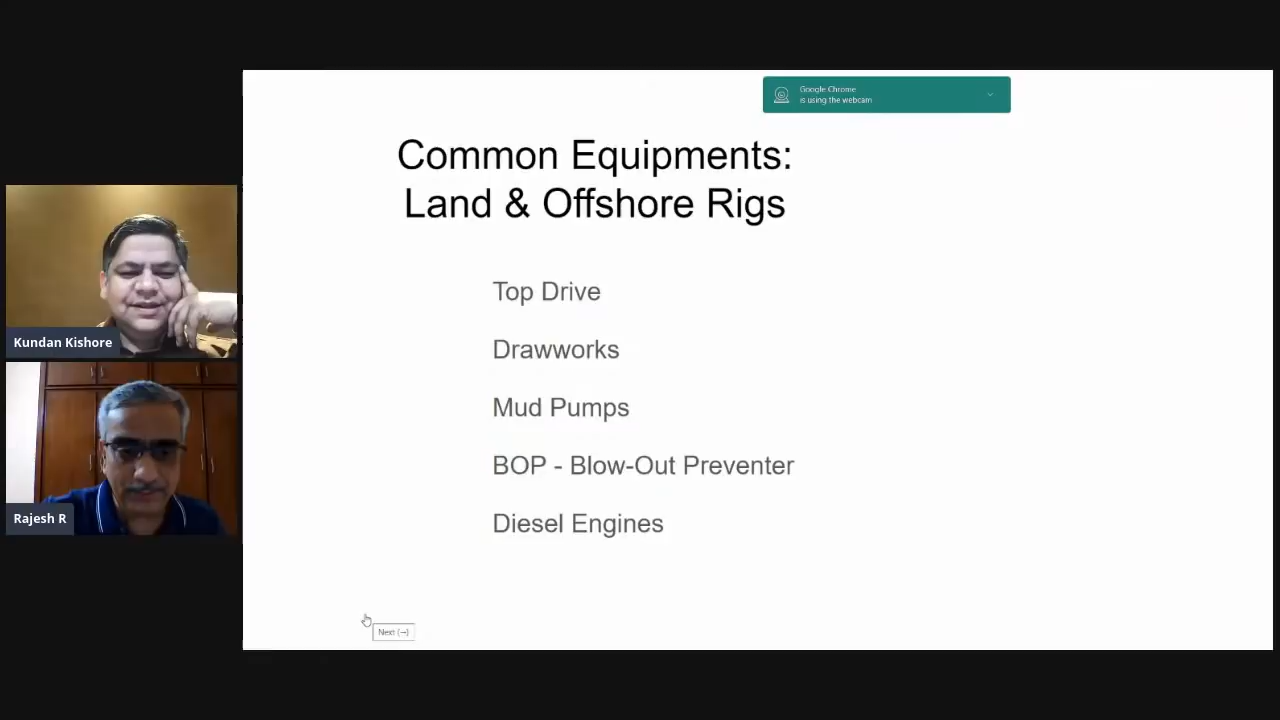 Google Chrome
is using the webcam
Common Equipments:
Land & Offshore Rigs
Top Drive
Drawworks
Mud Pumps
BOP - Blow-Out Preventer
Diesel Engines
Kundan Kishore
Rajesh R
Next (→)